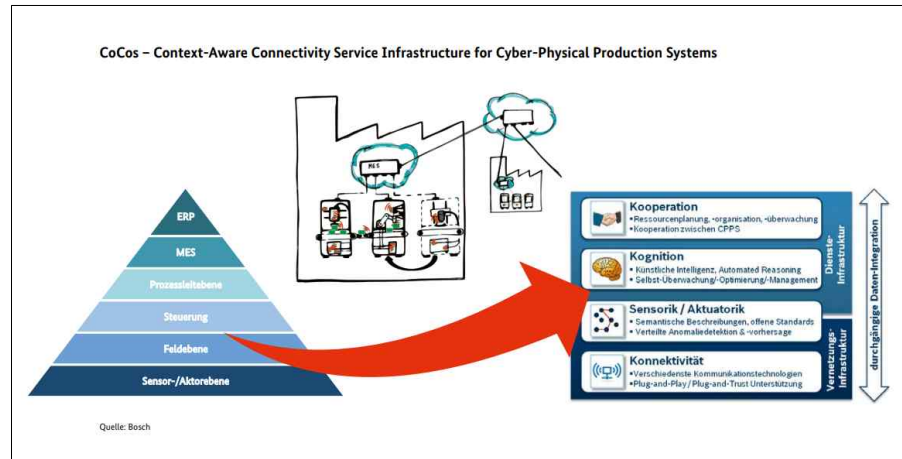 CoCos – Context-Aware Connectivity Service Infrastructure for Cyber-Physical Production Systems
MES
ERP
MES
Prozessleitebene
Steuerung
Feldebene
Sensor-/Aktorebene
Kooperation
•Ressourcenplanung, -organisation, -überwachung
•Kooperation zwischen CPPS
Kognition
•Künstliche Intelligenz, Automated Reasoning
•Selbst-Überwachung/-Optimierung/-Management
Sensorik / Aktuatorik
•Semantische Beschreibungen, offene Standards
•Verteilte Anomaliedetektion & -vorhersage
Konnektivität
•Verschiedenste Kommunikationstechnologien
•Plug-and-Play / Plug-and-Trust Unterstützung
Dienste-
Infrastruktur
Vernetzungs-
Infrastruktur
durchgängige Daten-Integration
Quelle: Bosch